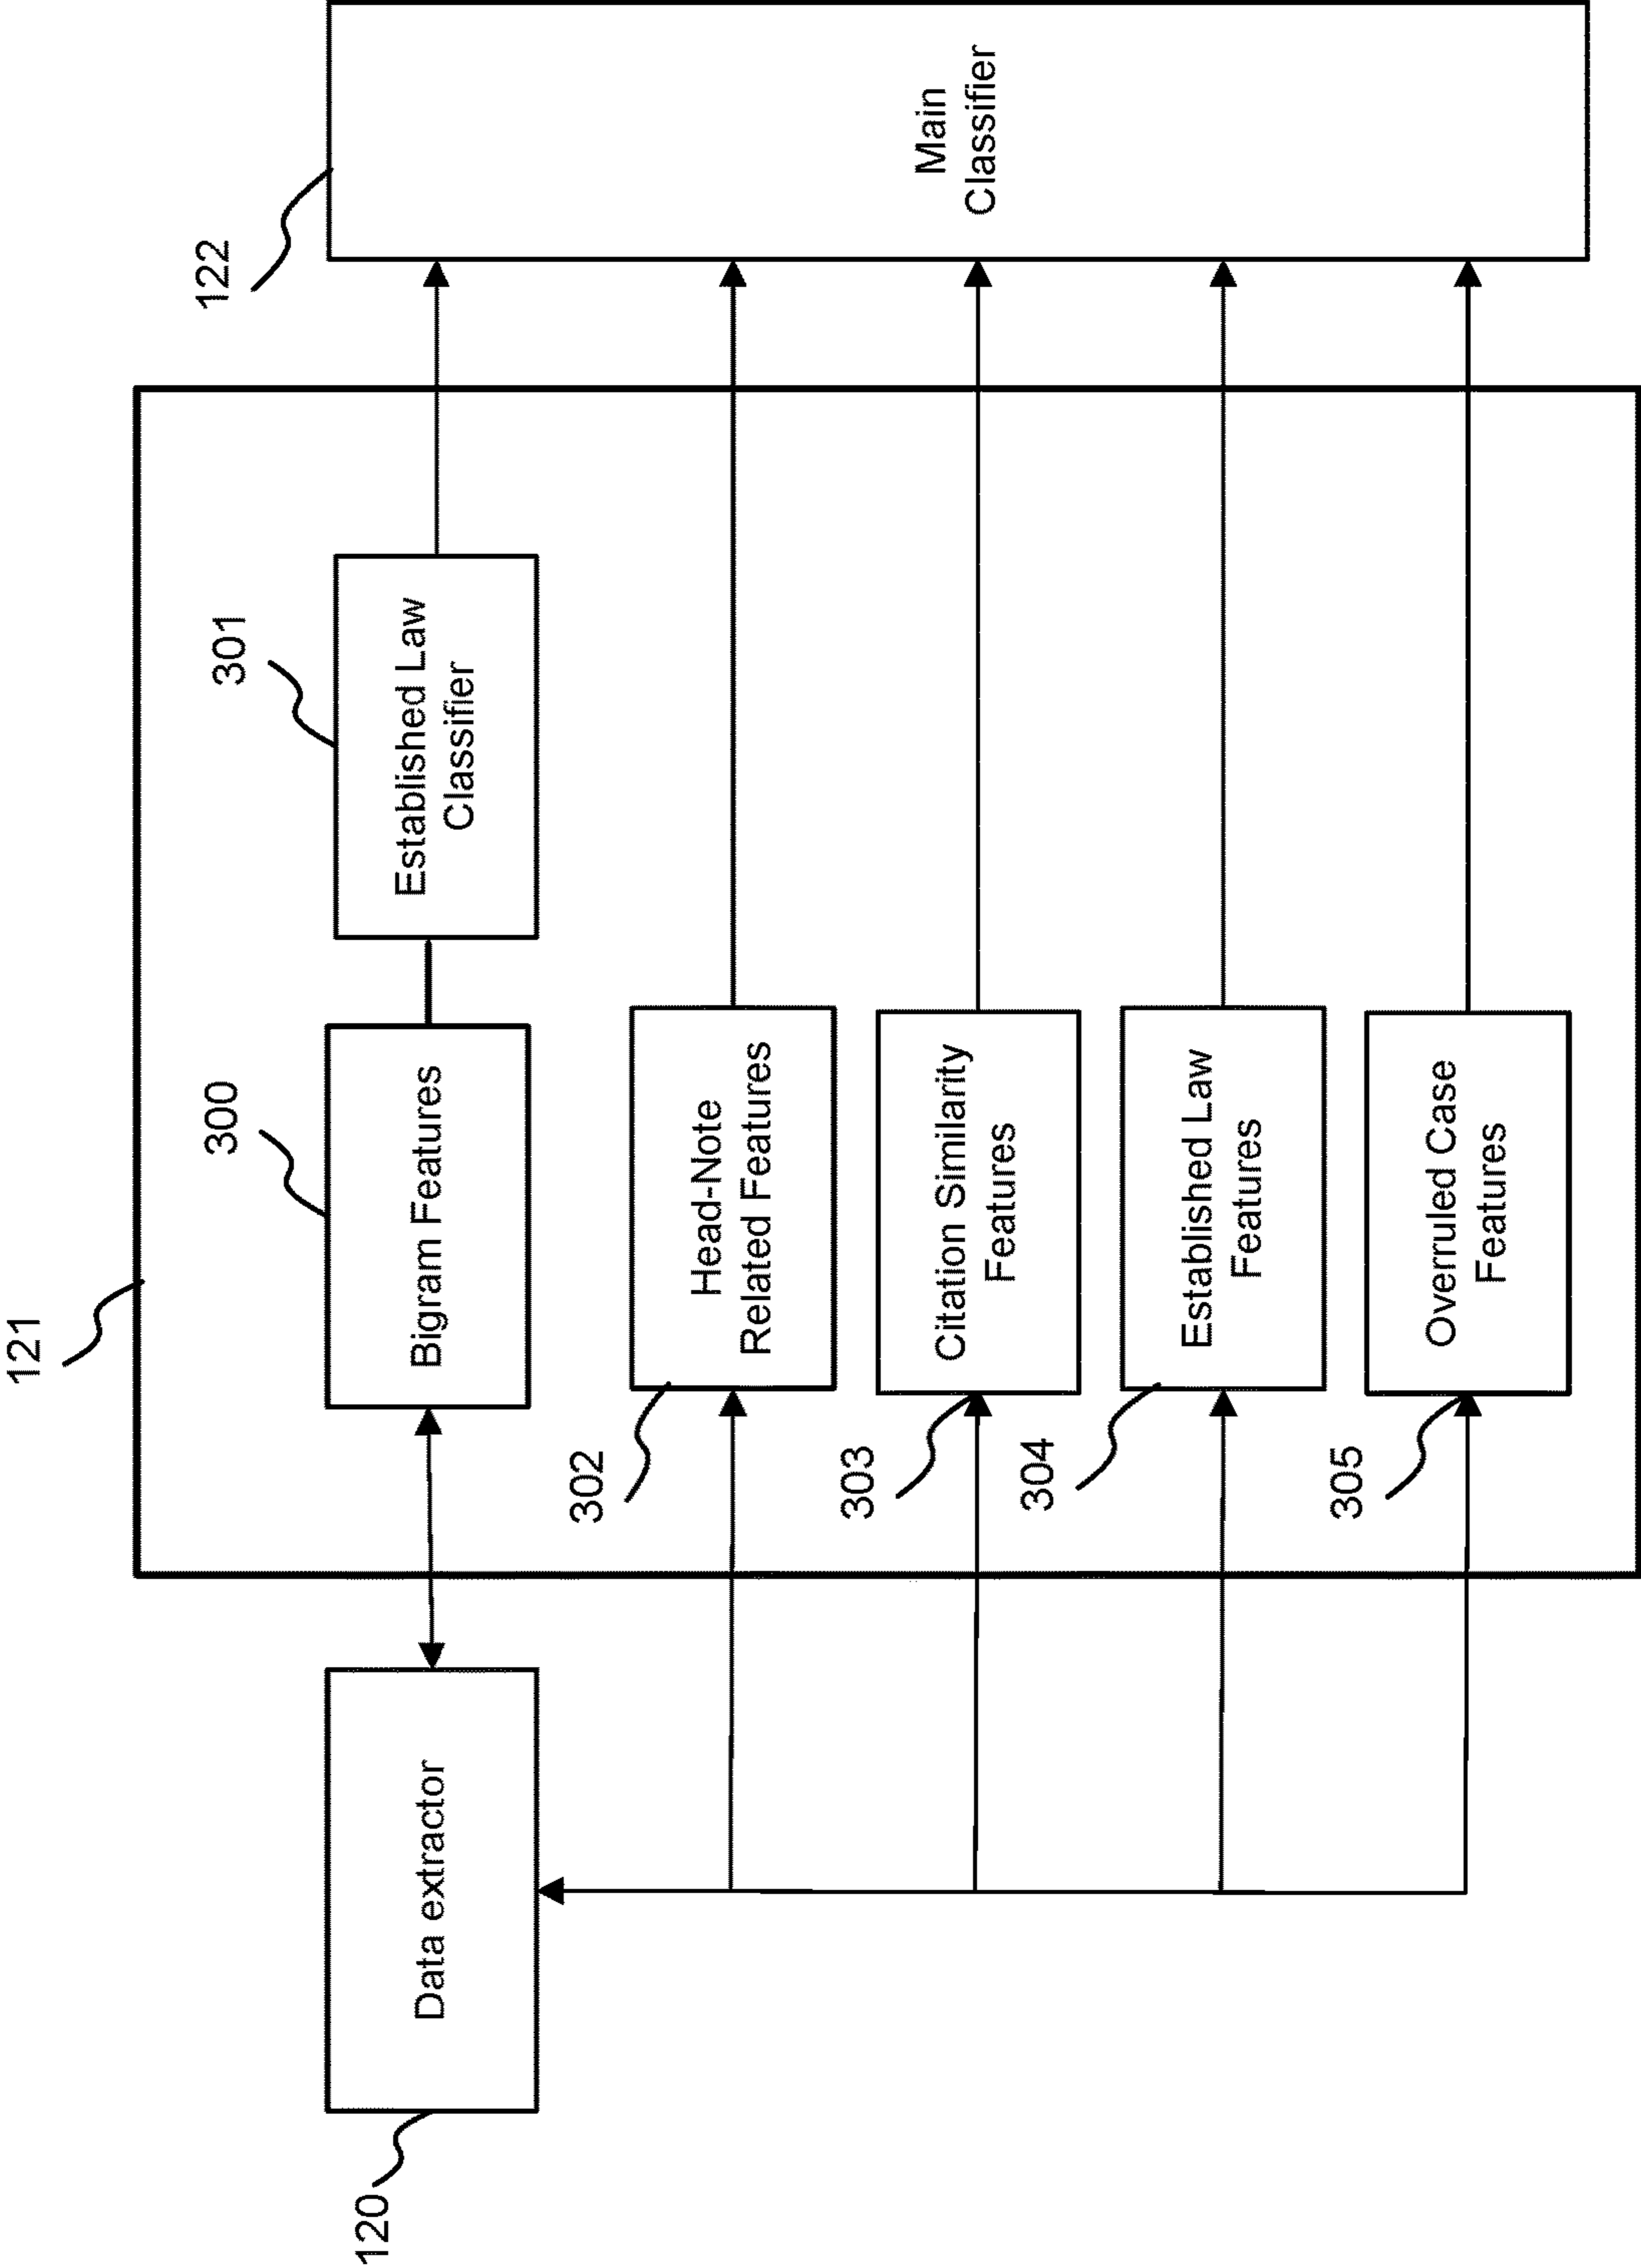 121
122
300
301
Data extractor
Bigram Features
Established Law
Classifier
Main
Classifier
120
302
Head-Note
Related Features
303
Citation Similarity
Features
304
Established Law
Features
305
Overruled Case
Features